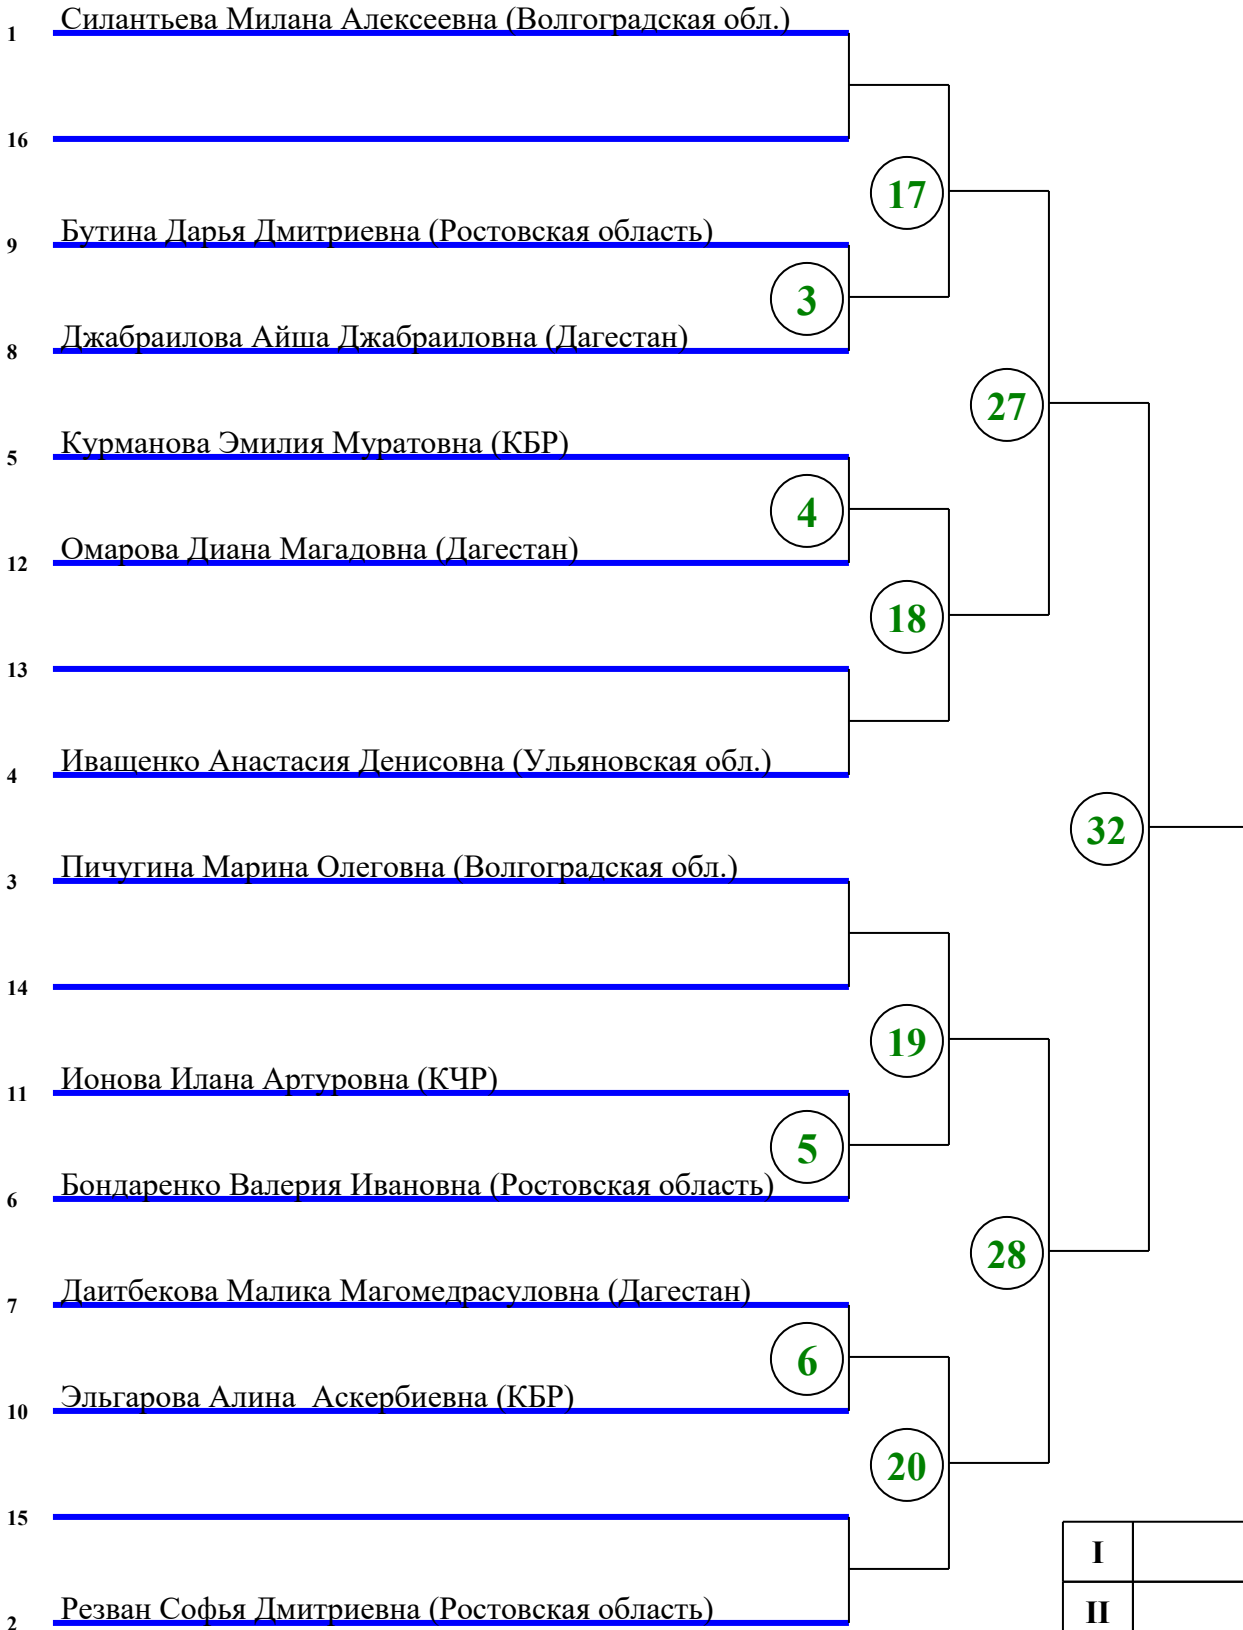 1 Силантьева Милана Алексеевна (Волгоградская обл.)
16
17
9 Бутина Дарья Дмитриевна (Ростовская область)
3
8 Джабраилова Айша Джабраиловна (Дагестан)
27
5 Курманова Эмилия Муратовна (КБР)
4
12 Омарова Диана Магадовна (Дагестан)
18
13
4 Иващенко Анастасия Денисовна (Ульяновская обл.)
32
3 Пичугина Марина Олеговна (Волгоградская обл.)
14
19
11 Ионова Илана Артуровна (КЧР)
5
6 Бондаренко Валерия Ивановна (Ростовская область)
28
7 Даитбекова Малика Магомедрасуловна (Дагестан)
6
10 Эльгарова Алина  Аскербиевна (КБР)
20
15
I
2 Резван Софья Дмитриевна (Ростовская область)
II